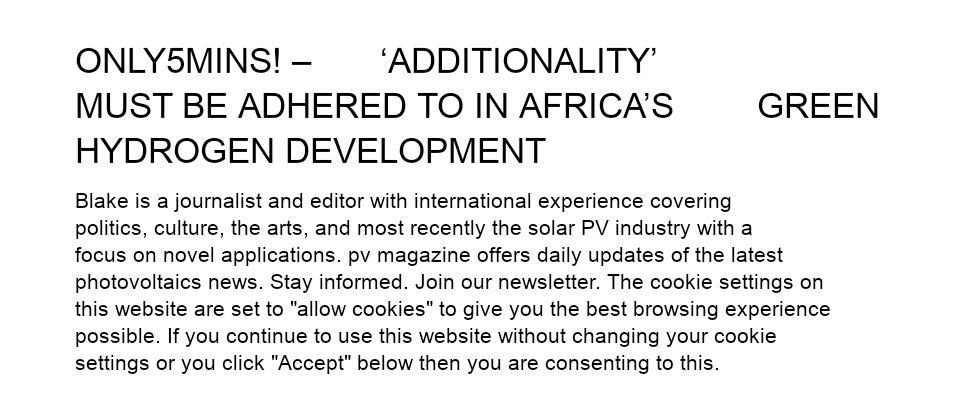 ONLY5MINS! – ‘ADDITIONALITY’
MUST BE ADHERED TO IN AFRICA’S GREEN
HYDROGEN DEVELOPMENT
Blake is a journalist and editor with international experience covering
politics, culture, the arts, and most recently the solar PV industry with a
focus on novel applications. pv magazine offers daily updates of the latest
photovoltaics news. Stay informed. Join our newsletter. The cookie settings on
this website are set to "allow cookies" to give you the best browsing experience
possible. If you continue to use this website without changing your cookie
settings or you click "Accept" below then you are consenting to this.